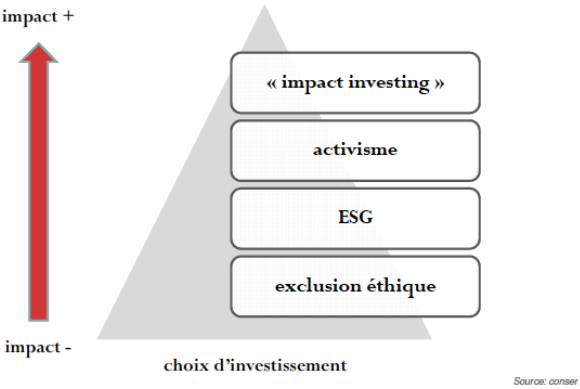 impact +
« impact investing »
activisme
ESG
exclusion éthique
impact -
choix d'investissement
Source: conser